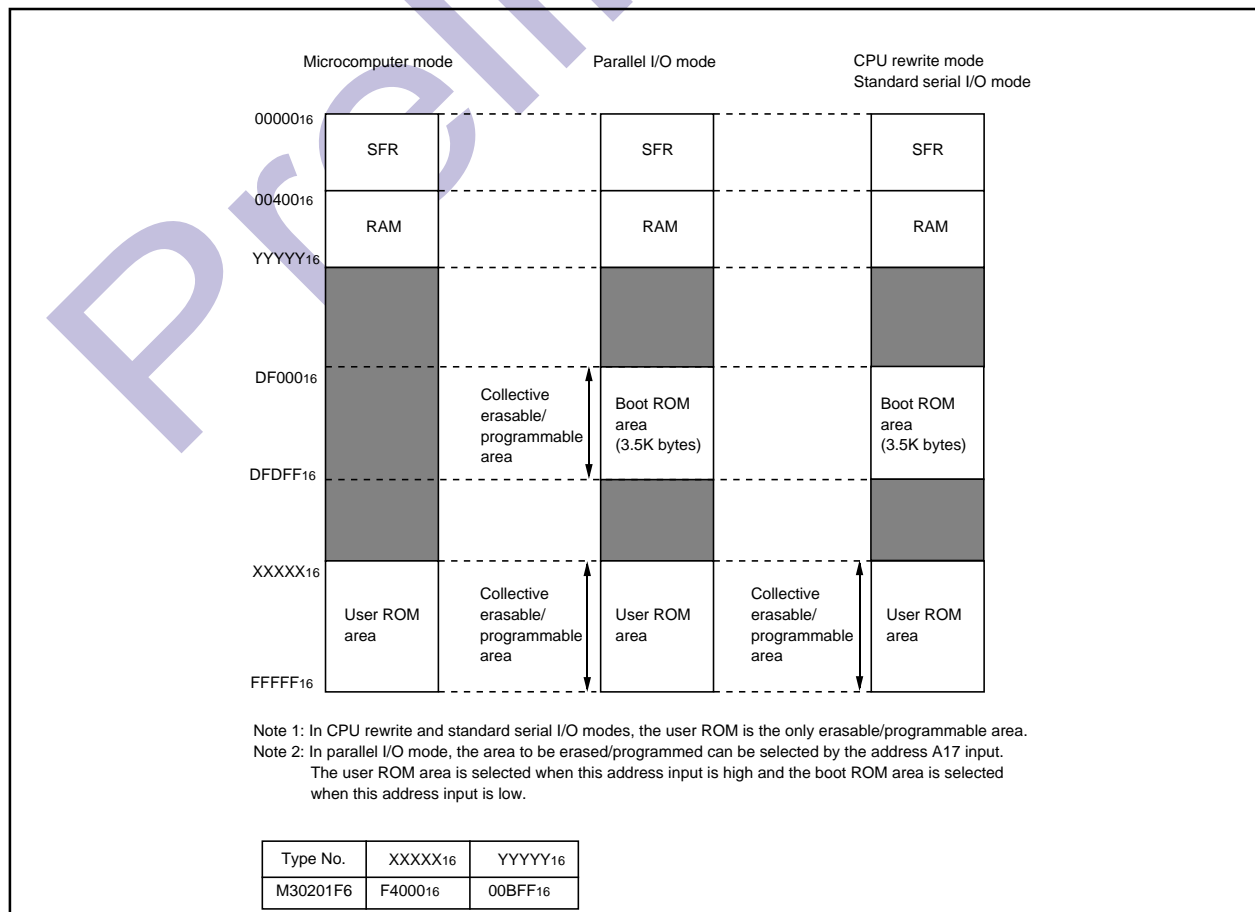 Preli
Microcomputer mode
Parallel I/O mode
CPU rewrite mode
Standard serial I/O mode
0000016
SFR
SFR
SFR
0040016
RAM
RAM
RAM
YYYYY16
DF00016
Collective
erasable/
programmable
area
Boot ROM
area
(3.5K bytes)
Boot ROM
area
(3.5K bytes)
DFDFF16
XXXXX16
User ROM
area
Collective
erasable/
programmable
area
User ROM
area
Collective
erasable/
programmable
area
User ROM
area
FFFFF16
Note 1: In CPU rewrite and standard serial I/O modes, the user ROM is the only erasable/programmable area.
Note 2: In parallel I/O mode, the area to be erased/programmed can be selected by the address A17 input.
The user ROM area is selected when this address input is high and the boot ROM area is selected
when this address input is low.
Type No. XXXXX16 YYYYY16
M30201F6 F400016 00BFF16